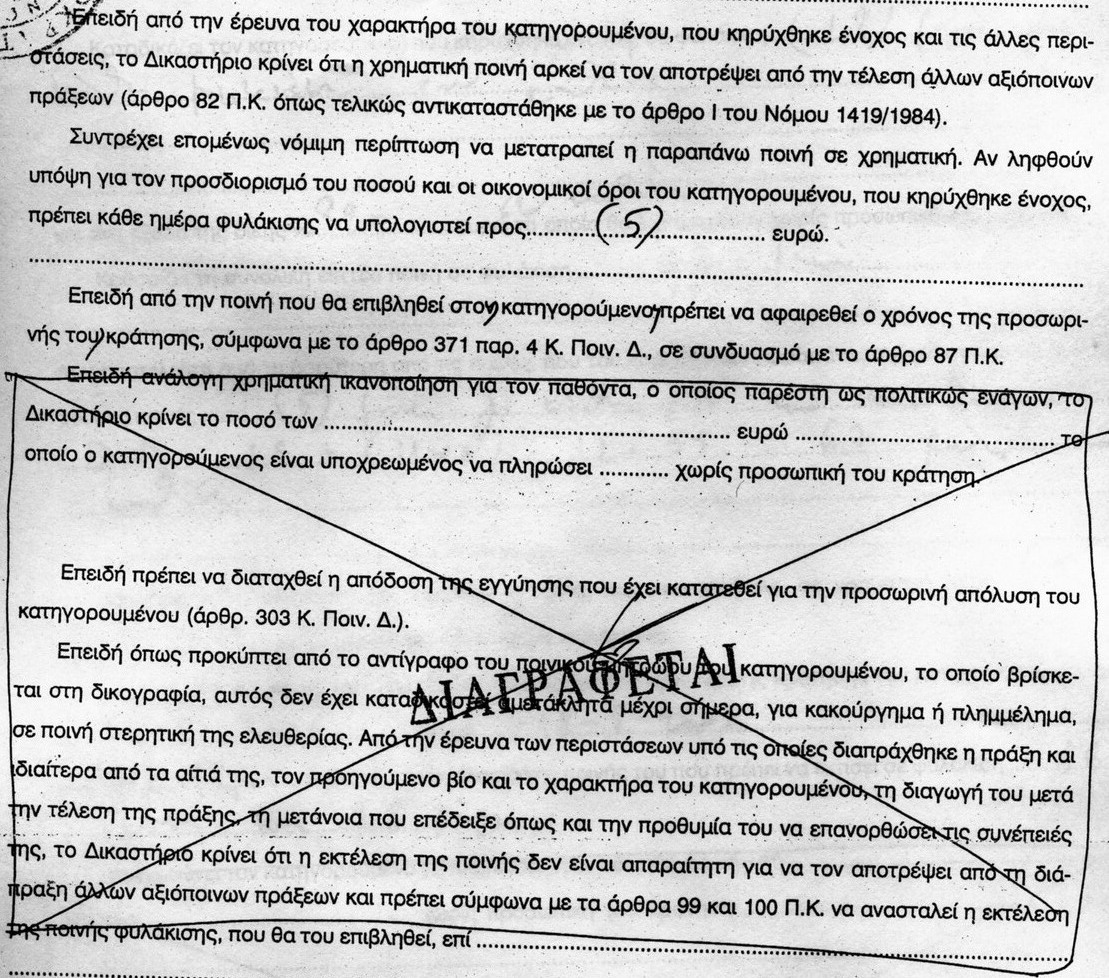 Επειδή από την έρευνα του χαρακτήρα του κατηγορουμένου, που κηρύχθηκε ένοχος και τις άλλες περι-
στάσεις, το Δικαστήριο κρίνει ότι η χρηματική ποινή αρκεί να τον αποτρέψει από την τέλεση άλλων αξιόποινων
πράξεων (άρθρο 82 Π.Κ. όπως τελικώς αντικαταστάθηκε με το άρθρο Ι του Νόμου 1419/1984).
Συντρέχει επομένως νόμιμη περίπτωση να μετατραπεί η παραπάνω ποινή σε χρηματική. Αν ληφθούν
υπόψη για τον προσδιορισμό του ποσού και οι οικονομικοί όροι του κατηγορουμένου, που κηρύχθηκε ένοχος,
πρέπει κάθε ημέρα φυλάκισης να υπολογιστεί προς............(5)................... ευρώ.
Επειδή από την ποινή που θα επιβληθεί στον κατηγορούμενο πρέπει να αφαιρεθεί ο χρόνος της προσωρι-
νής του κράτησης, σύμφωνα με το άρθρο 371 παρ. 4 Κ. Ποιν. Δ., σε συνδυασμό με το άρθρο 87 Π.Κ.
Επειδή ανάλογη χρηματική ικανοποίηση για τον παθόντα, ο οποίος παρέστη ως πολιτικώς ενάγων, το
Δικαστήριο κρίνει το ποσό των ................................................ ευρώ ................................ το
οποίο ο κατηγορούμενος είναι υποχρεωμένος να πληρώσει ............ χωρίς προσωπική του κράτηση.
Επειδή πρέπει να διαταχθεί η απόδοση της εγγύησης που έχει κατατεθεί για την προσωρινή απόλυση του
κατηγορουμένου (άρθρ. 303 Κ. Ποιν. Δ.).
Επειδή όπως προκύπτει από το αντίγραφο του ποινικού μητρώου του κατηγορουμένου, το οποίο βρίσκε-
ΔΙΑΓΡΑΦΕΤΑΙ
ται στη δικογραφία, αυτός δεν έχει καταδικαστεί αμετάκλητα μέχρι σήμερα, για κακούργημα ή πλημμέλημα,
σε ποινή στερητική της ελευθερίας. Από την έρευνα των περιστάσεων υπό τις οποίες διαπράχθηκε η πράξη και
ιδιαίτερα από τα αίτιά της, τον προηγούμενο βίο και το χαρακτήρα του κατηγορουμένου, τη διαγωγή του μετά
την τέλεση της πράξης, τη μετάνοια που επέδειξε όπως και την προθυμία του να επανορθώσει τις συνέπειές
της, το Δικαστήριο κρίνει ότι η εκτέλεση της ποινής δεν είναι απαραίτητη για να τον αποτρέψει από τη διά-
πραξη άλλων αξιόποινων πράξεων και πρέπει σύμφωνα με τα άρθρα 99 και 100 Π.Κ. να ανασταλεί η εκτέλεση
της ποινής φυλάκισης, που θα του επιβληθεί, επί ................................................................